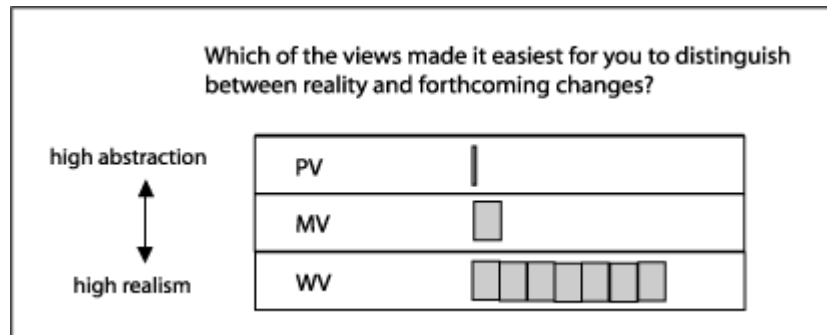 Which of the views made it easiest for you to distinguish
between reality and forthcoming changes?
high abstraction
PV
MV
high realism
WV